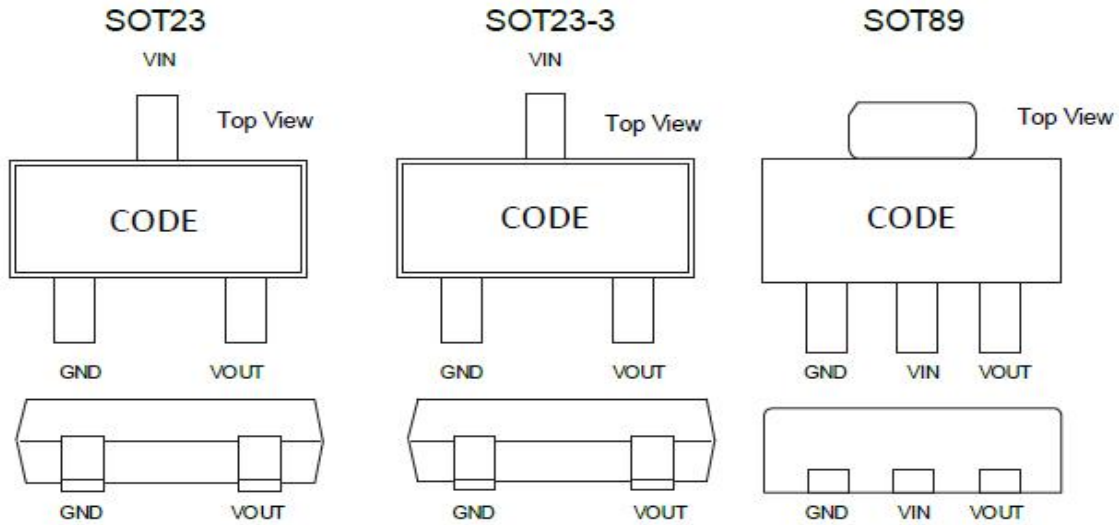 SOT23
SOT23-3
SOT89
VIN
VIN
Top View
Top View
Top View
CODE
CODE
CODE
GND
VOUT
GND
VOUT
GND
VIN
VOUT
GND
VOUT
GND
VOUT
GND
VIN
VOUT